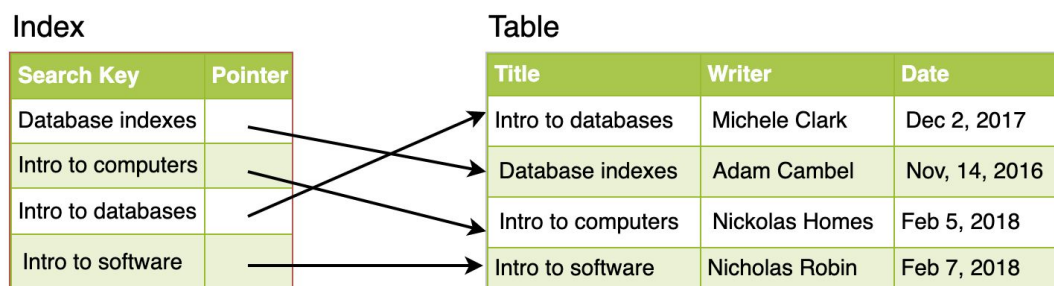 Index
Table
Search Key Pointer
Database indexes
Intro to computers
Intro to databases
Intro to software
Title Writer Date
Intro to databases Michele Clark Dec 2, 2017
Database indexes Adam Cambel Nov, 14, 2016
Intro to computers Nickolas Homes Feb 5, 2018
Intro to software Nicholas Robin Feb 7, 2018